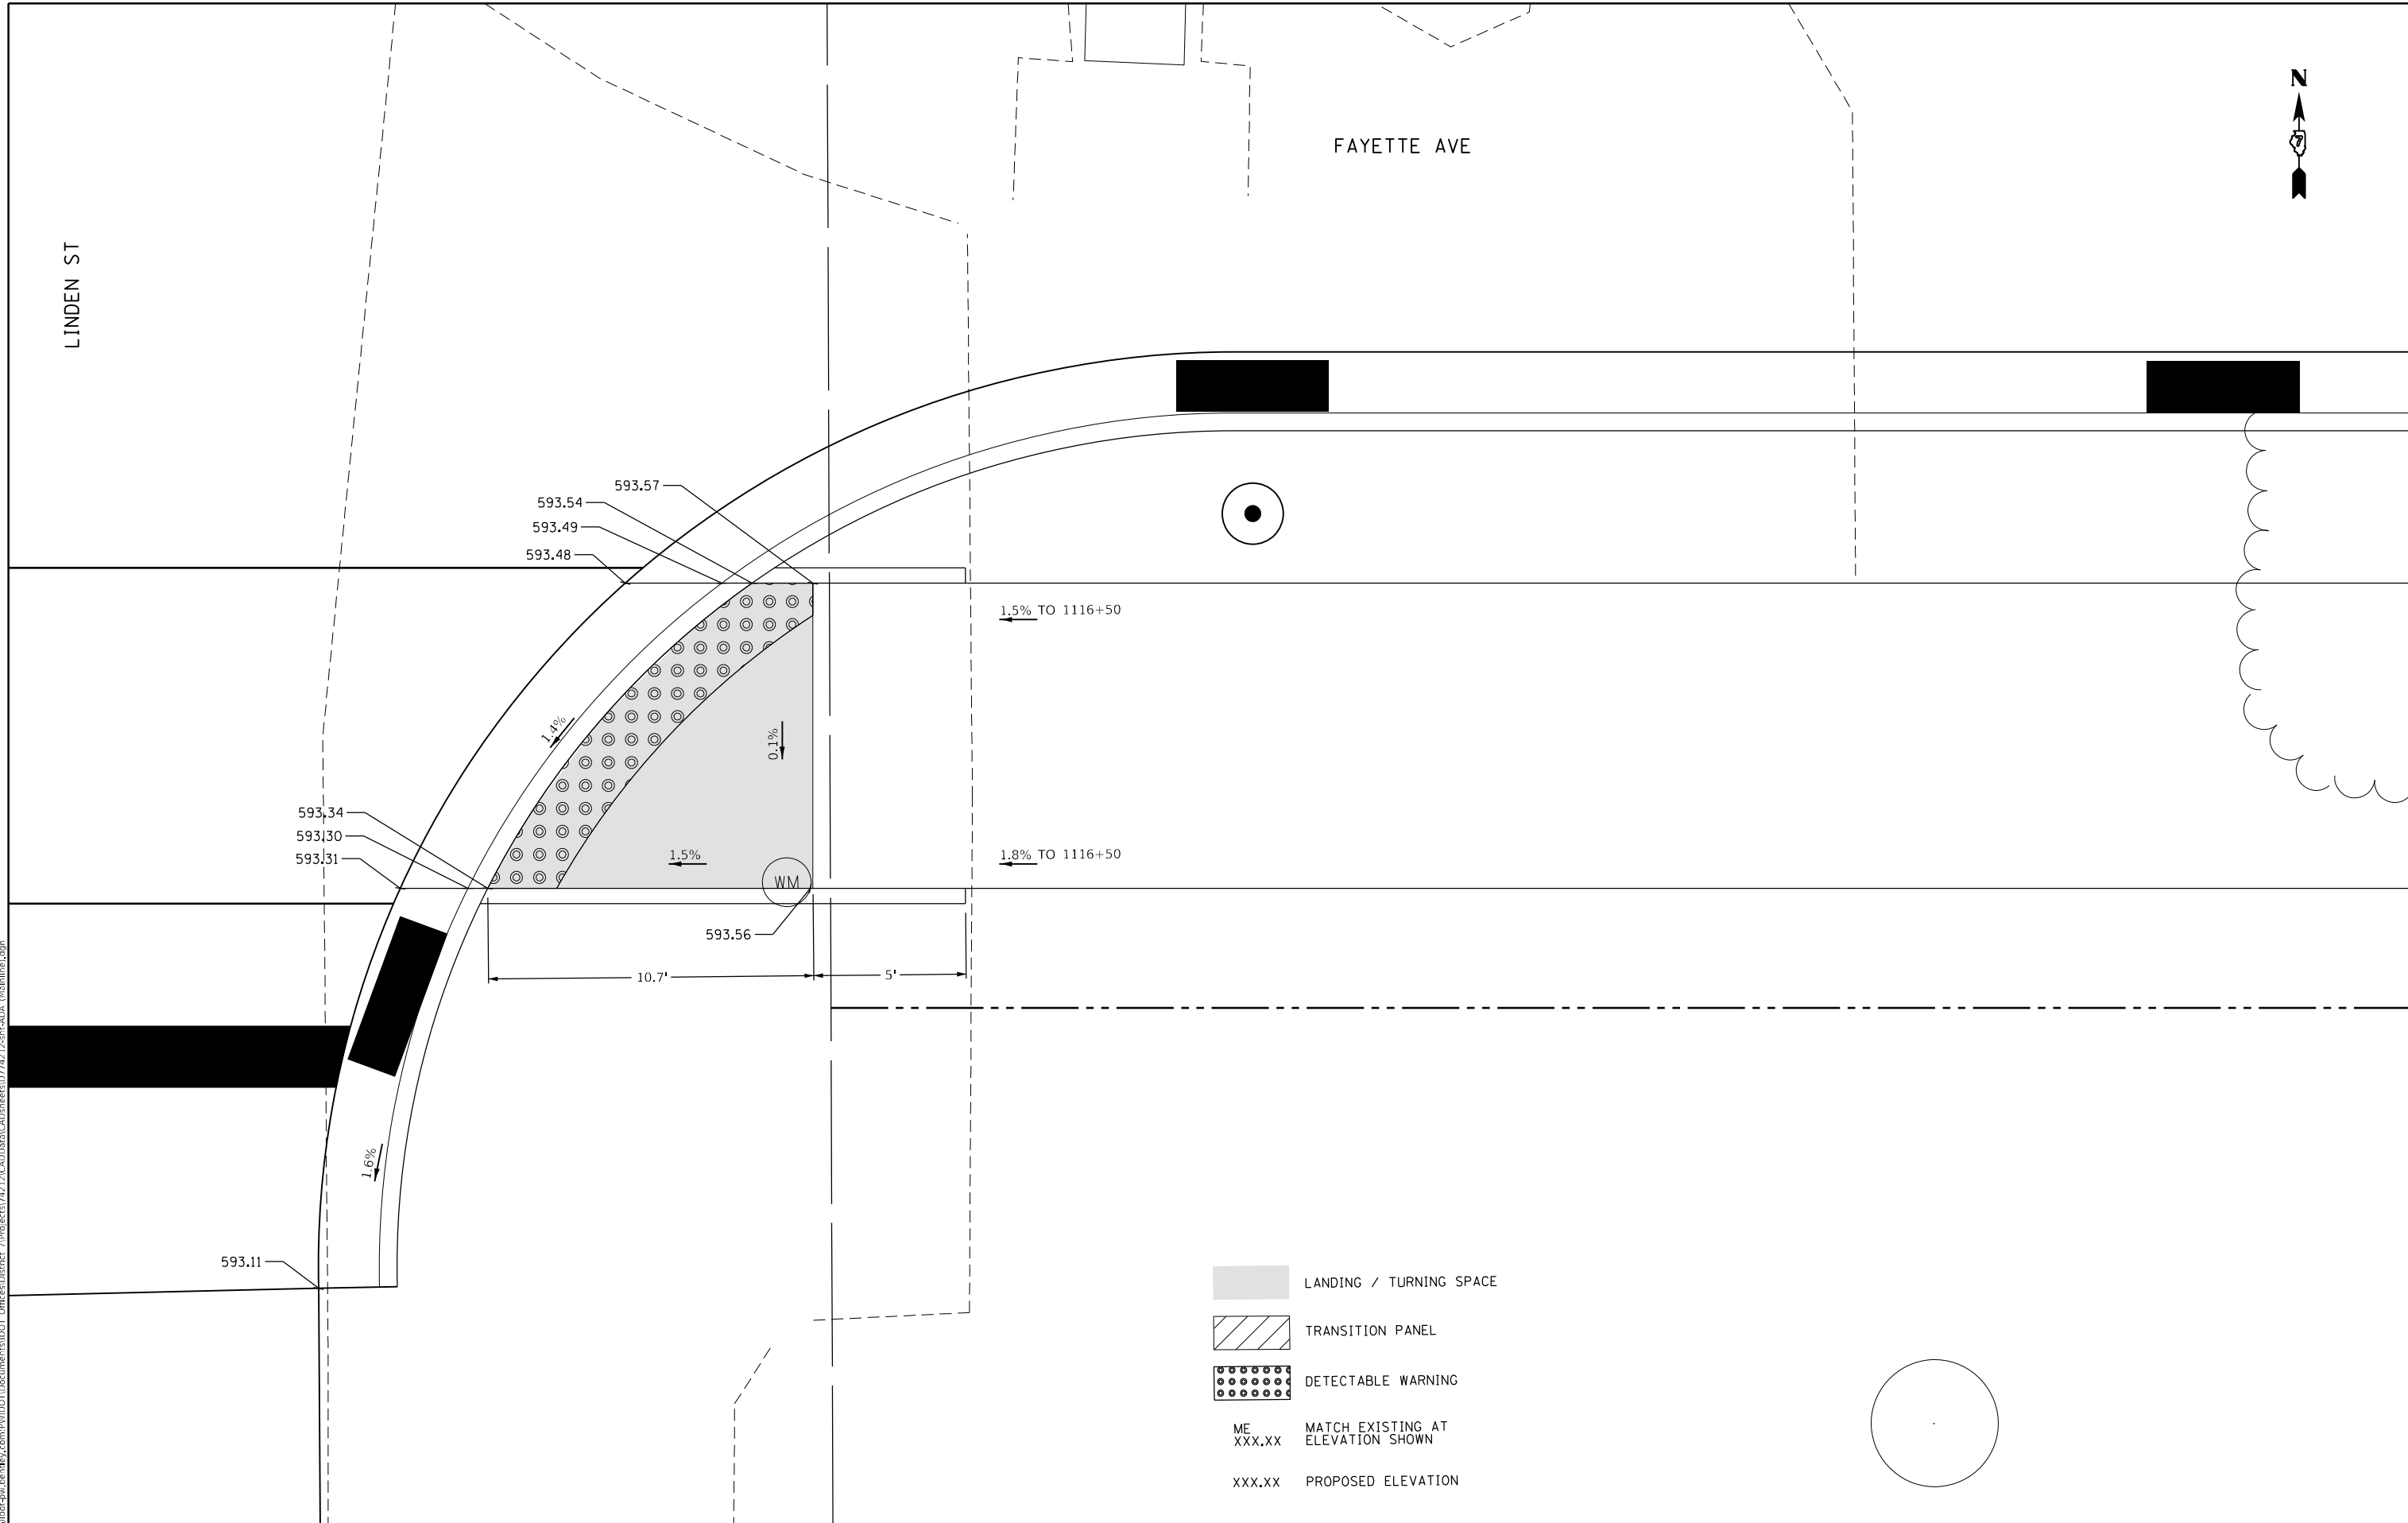 N
7
FAYETTE AVE
LINDEN ST
593.57
593.54
593.49
593.48
1.5% TO 1116+50
1.4%
0.1%
593.34
593.30
593.31
1.5%
1.8% TO 1116+50
WM
593.56
10.7'
5'
1.6%
593.11
LANDING / TURNING SPACE
TRANSITION PANEL
DETECTABLE WARNING
ME
XXX.XX
MATCH EXISTING AT
ELEVATION SHOWN
XXX.XX
PROPOSED ELEVATION